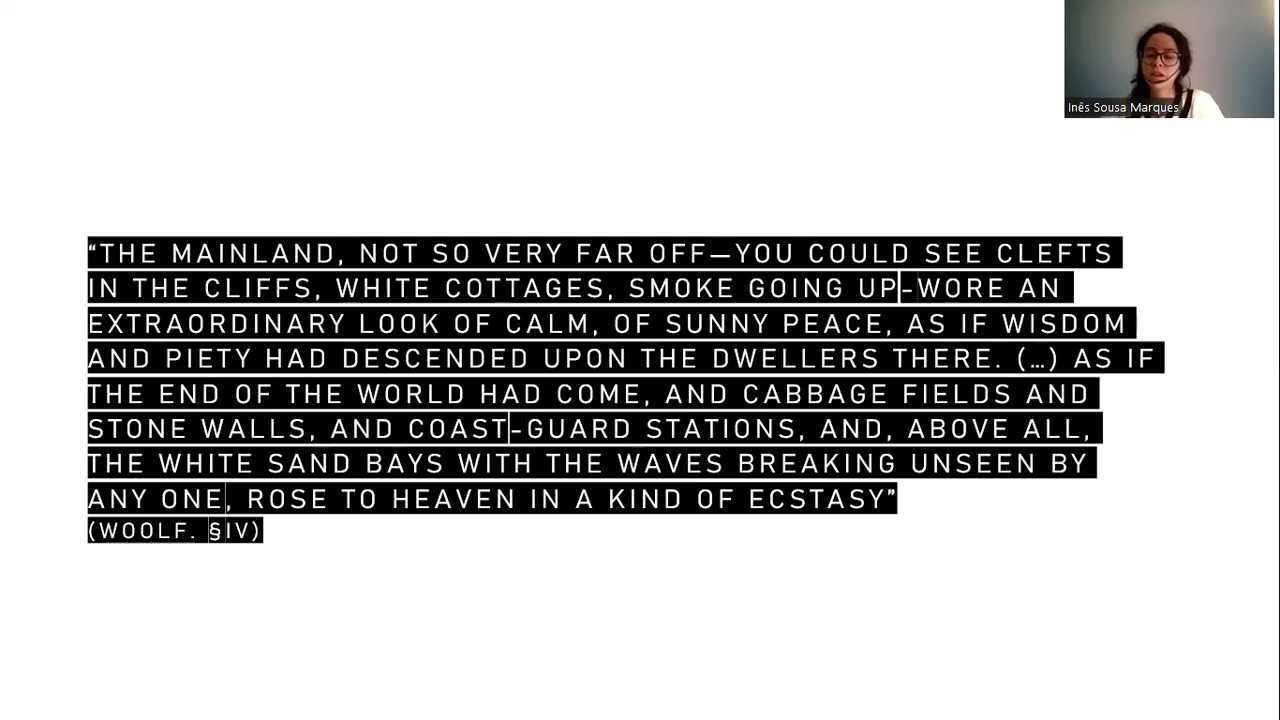 Inês Sousa Marques
“THE MAINLAND, NOT SO VERY FAR OFF—YOU COULD SEE CLEFTS
IN THE CLIFFS, WHITE COTTAGES, SMOKE GOING UP-WORE AN
EXTRAORDINARY LOOK OF CALM, OF SUNNY PEACE, AS IF WISDOM
AND PIETY HAD DESCENDED UPON THE DWELLERS THERE. (…) AS IF
THE END OF THE WORLD HAD COME, AND CABBAGE FIELDS AND
STONE WALLS, AND COAST-GUARD STATIONS, AND, ABOVE ALL,
THE WHITE SAND BAYS WITH THE WAVES BREAKING UNSEEN BY
ANY ONE, ROSE TO HEAVEN IN A KIND OF ECSTASY”
(WOOLF. §IV)